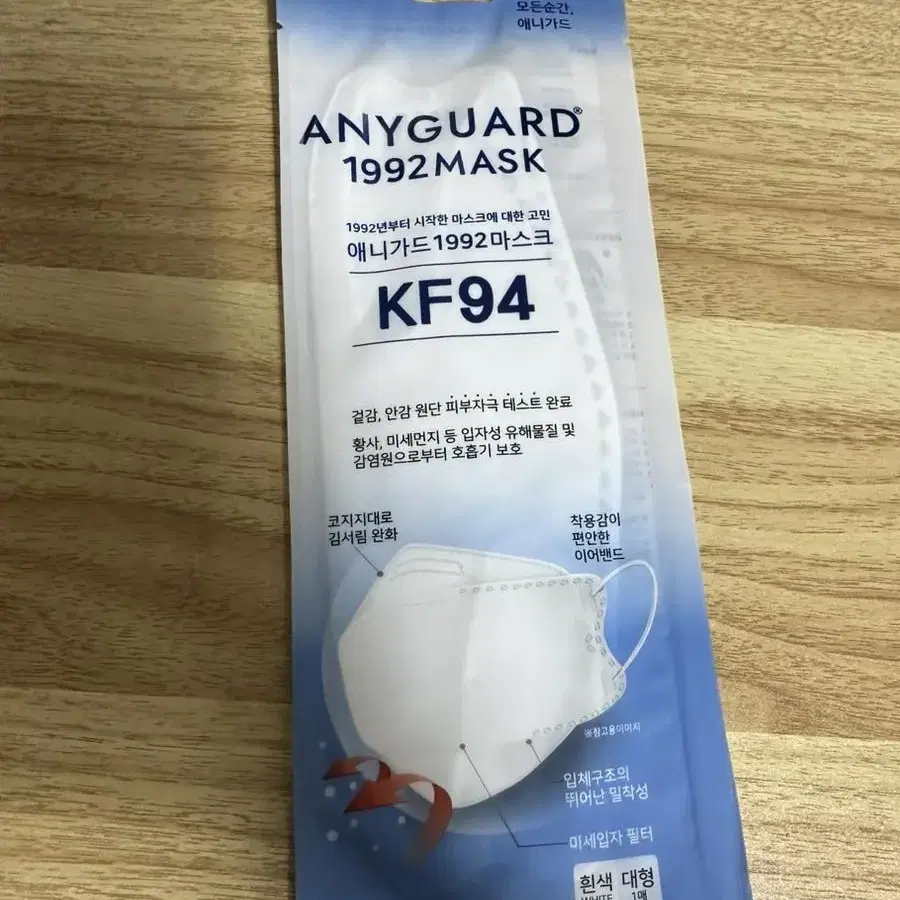 모든순간,
애니가드
ANYGUARD®
1992MASK
1992년부터 시작한 마스크에 대한 고민
애니가드1992마스크
KF94
겉감, 안감 원단 피부자극 테스트 완료
황사, 미세먼지 등 입자성 유해물질 및
감염원으로부터 호흡기 보호
코지지대로
김서림 완화
착용감이
편안한
이어밴드
※참고용이미지
입체구조의
뛰어난 밀착성
미세입자 필터
흰색 대형
WHITE 1매